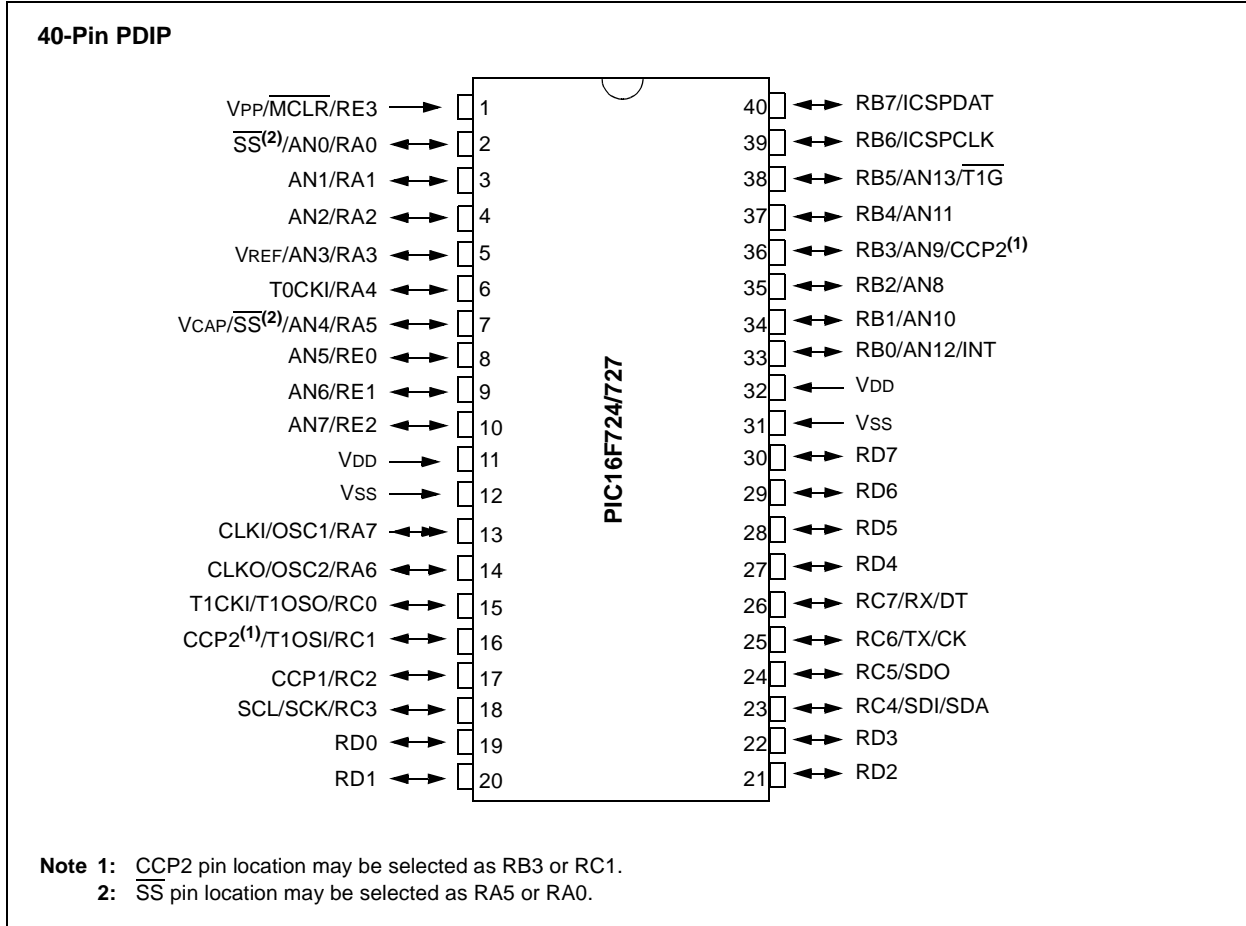 40-Pin PDIP
VPP/MCLR/RE3 1 40 RB7/ICSPDAT
SS(2)/AN0/RA0 2 39 RB6/ICSPCLK
AN1/RA1 3 38 RB5/AN13/T1G
AN2/RA2 4 37 RB4/AN11
VREF/AN3/RA3 5 36 RB3/AN9/CCP2(1)
T0CKI/RA4 6 35 RB2/AN8
VCAP/SS(2)/AN4/RA5 7 34 RB1/AN10
AN5/RE0 8 33 RB0/AN12/INT
AN6/RE1 9 32 VDD
AN7/RE2 10 31 VSS
VDD 11 30 RD7
VSS 12 29 RD6
CLKI/OSC1/RA7 13 28 RD5
CLKO/OSC2/RA6 14 27 RD4
T1CKI/T1OSO/RC0 15 26 RC7/RX/DT
CCP2(1)/T1OSI/RC1 16 25 RC6/TX/CK
CCP1/RC2 17 24 RC5/SDO
SCL/SCK/RC3 18 23 RC4/SDI/SDA
RD0 19 22 RD3
RD1 20 21 RD2
PIC16F724/727
Note 1: CCP2 pin location may be selected as RB3 or RC1.
2: SS pin location may be selected as RA5 or RA0.